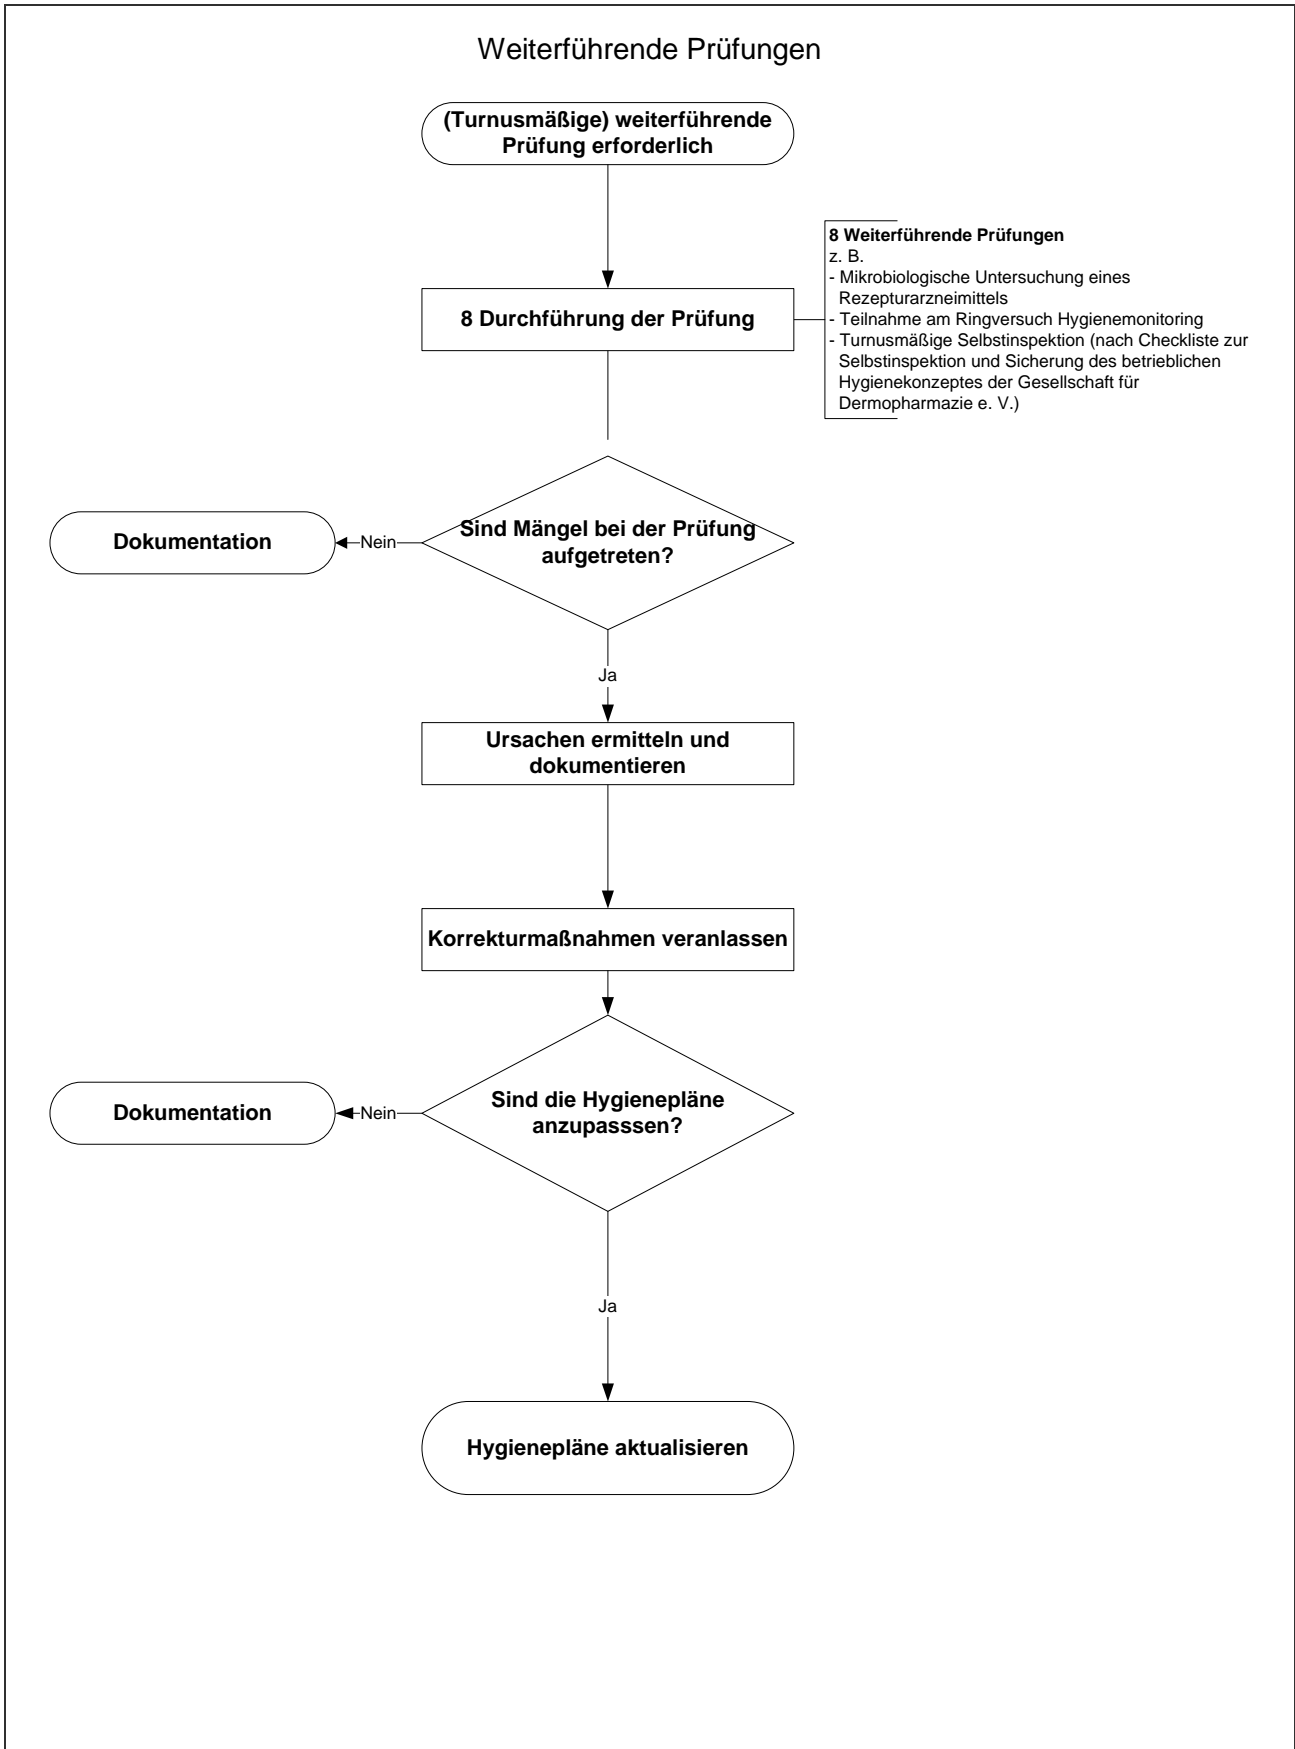 Weiterführende Prüfungen
(Turnusmäßige) weiterführende
Prüfung erforderlich
8 Durchführung der Prüfung
8 Weiterführende Prüfungen
z. B.
- Mikrobiologische Untersuchung eines
Rezepturarzneimittels
- Teilnahme am Ringversuch Hygienemonitoring
- Turnusmäßige Selbstinspektion (nach Checkliste zur
Selbstinspektion und Sicherung des betrieblichen
Hygienekonzeptes der Gesellschaft für
Dermopharmazie e. V.)
Sind Mängel bei der Prüfung
aufgetreten?
Nein
Dokumentation
Ja
Ursachen ermitteln und
dokumentieren
Korrekturmaßnahmen veranlassen
Sind die Hygienepläne
anzupasssen?
Nein
Dokumentation
Ja
Hygienepläne aktualisieren